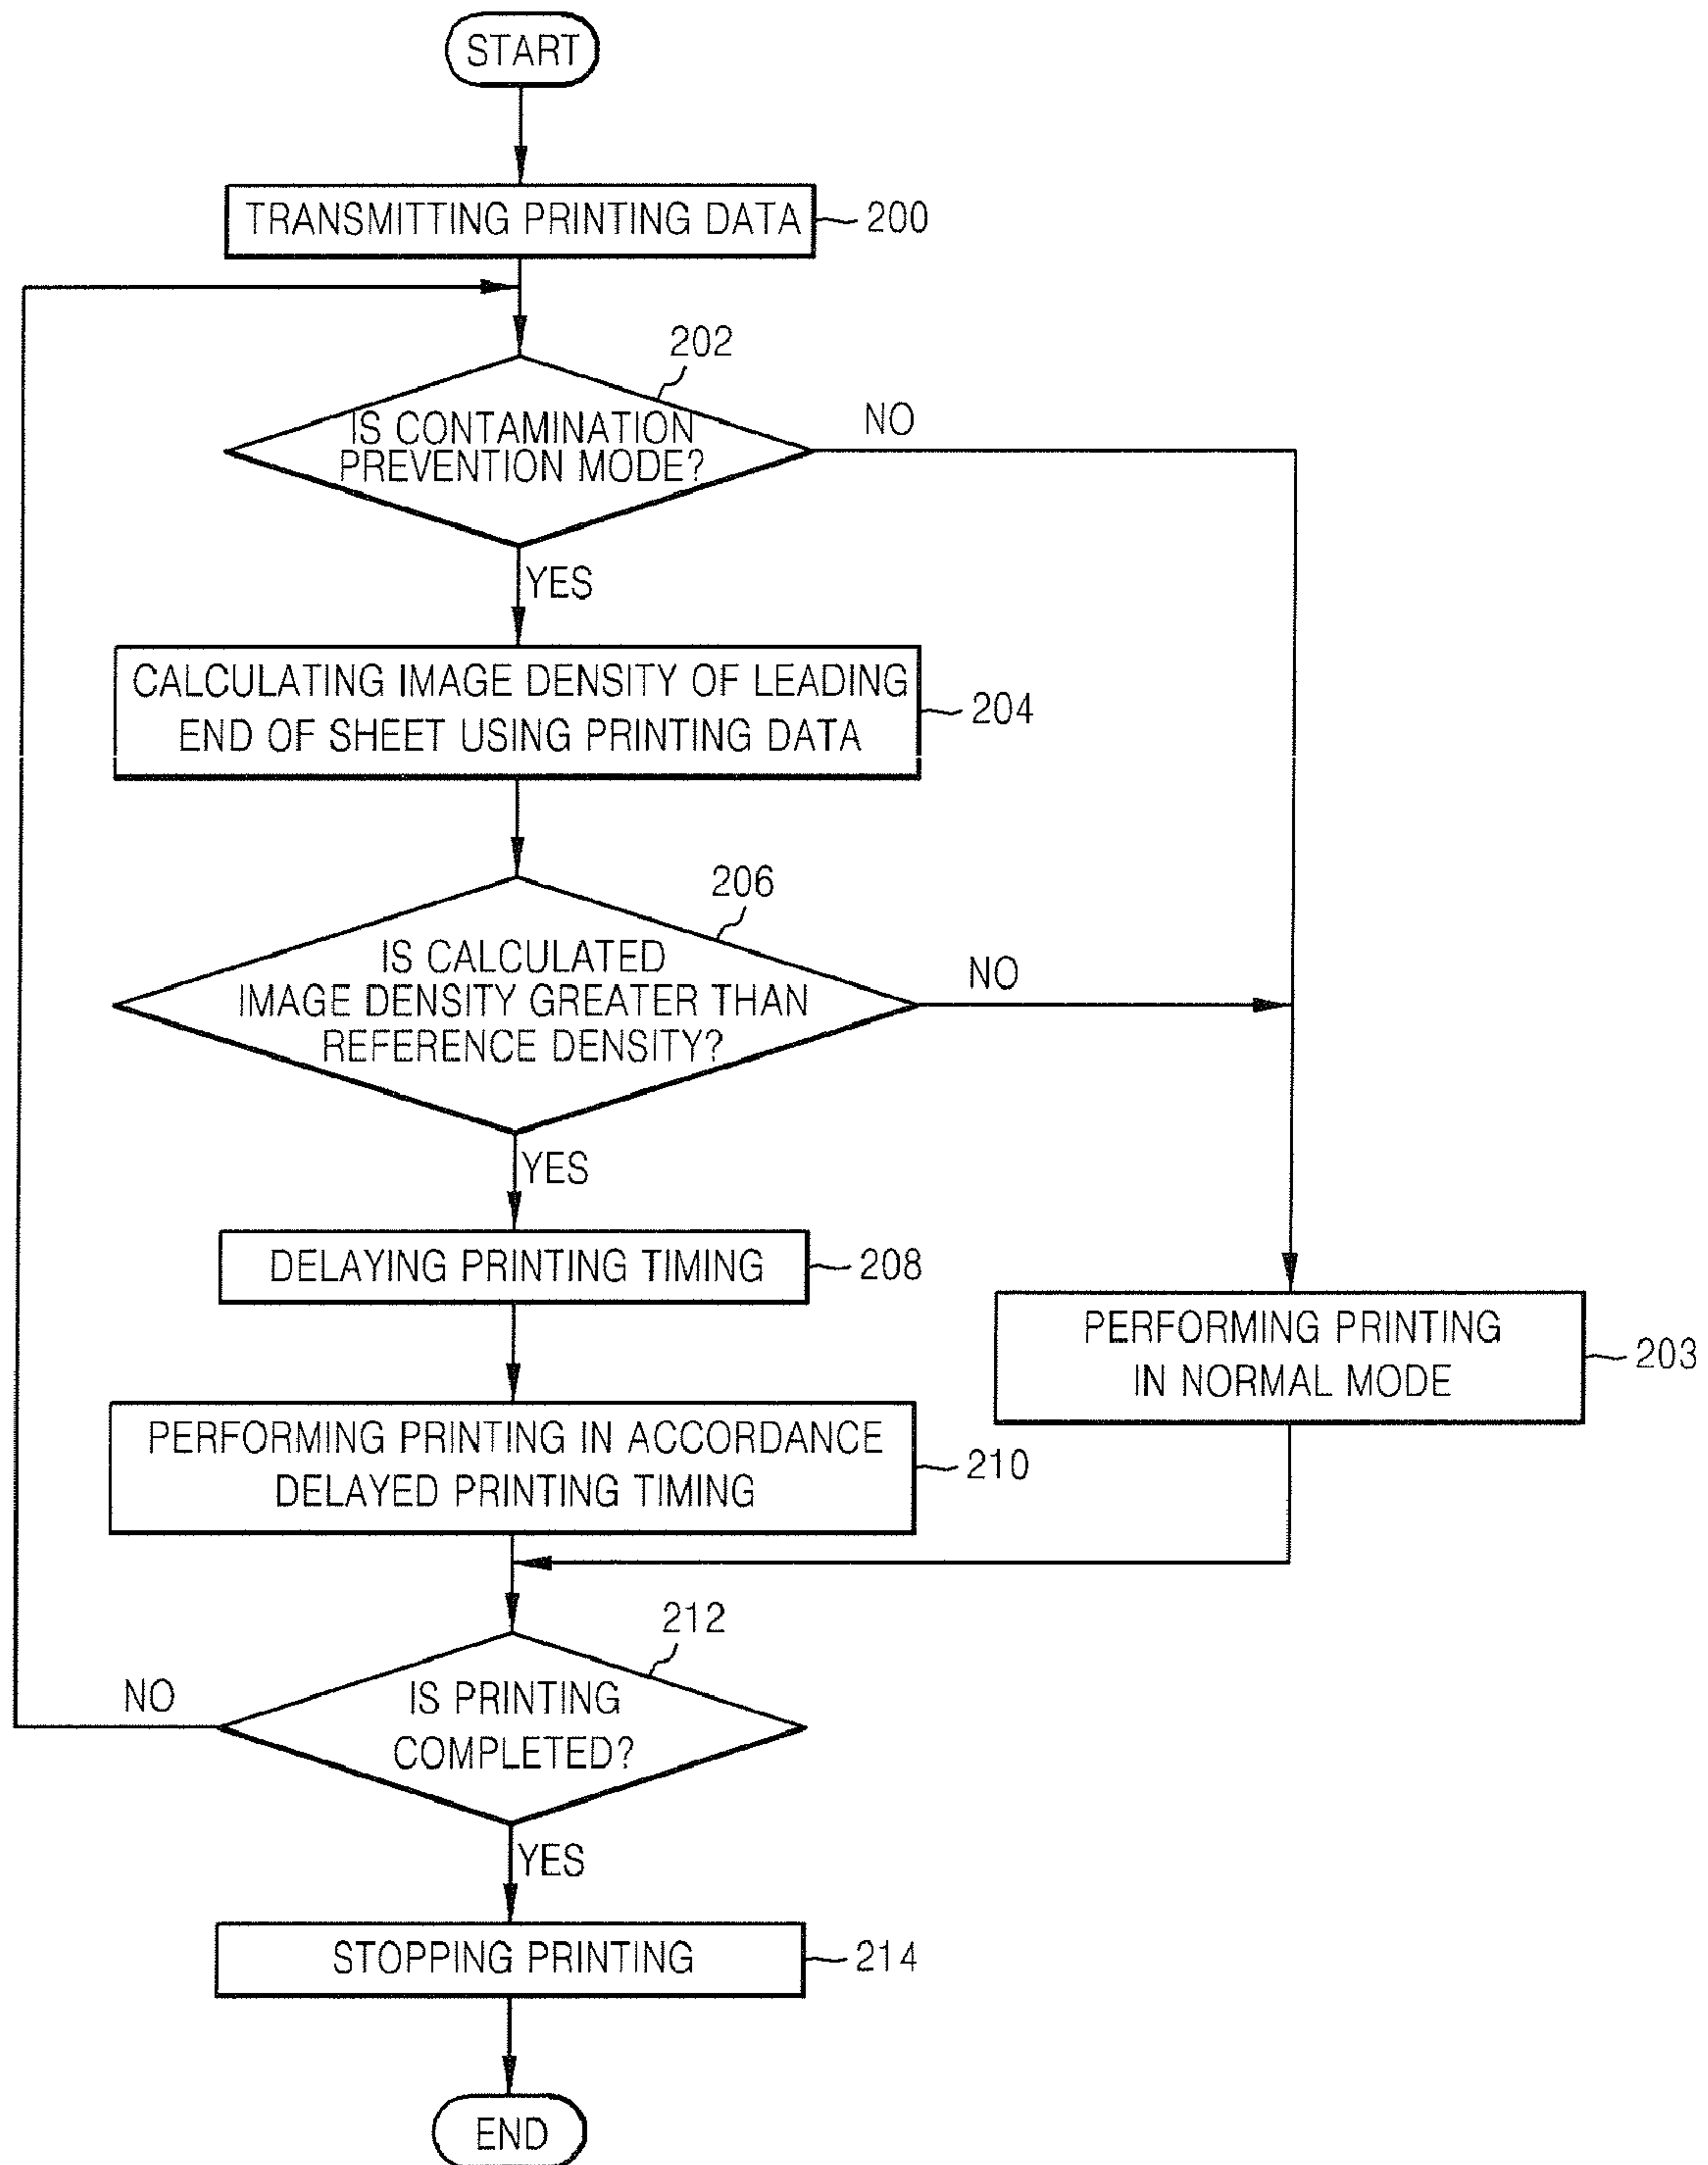 START
TRANSMITTING PRINTING DATA
200
202
IS CONTAMINATION
PREVENTION MODE?
NO
YES
CALCULATING IMAGE DENSITY OF LEADING
END OF SHEET USING PRINTING DATA
204
206
IS CALCULATED
IMAGE DENSITY GREATER THAN
REFERENCE DENSITY?
NO
YES
DELAYING PRINTING TIMING
208
PERFORMING PRINTING
IN NORMAL MODE
203
PERFORMING PRINTING IN ACCORDANCE
DELAYED PRINTING TIMING
210
212
IS PRINTING
COMPLETED?
NO
YES
STOPPING PRINTING
214
END